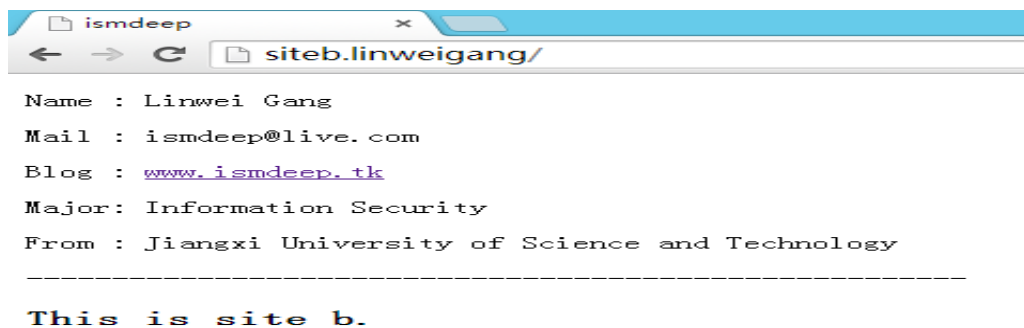 ismdeep
siteb.linweigang/
Name : Linwei Gang
Mail : ismdeep@live.com
Blog : www.ismdeep.tk
Major: Information Security
From : Jiangxi University of Science and Technology
-------------------------------------------------------
This is site b.